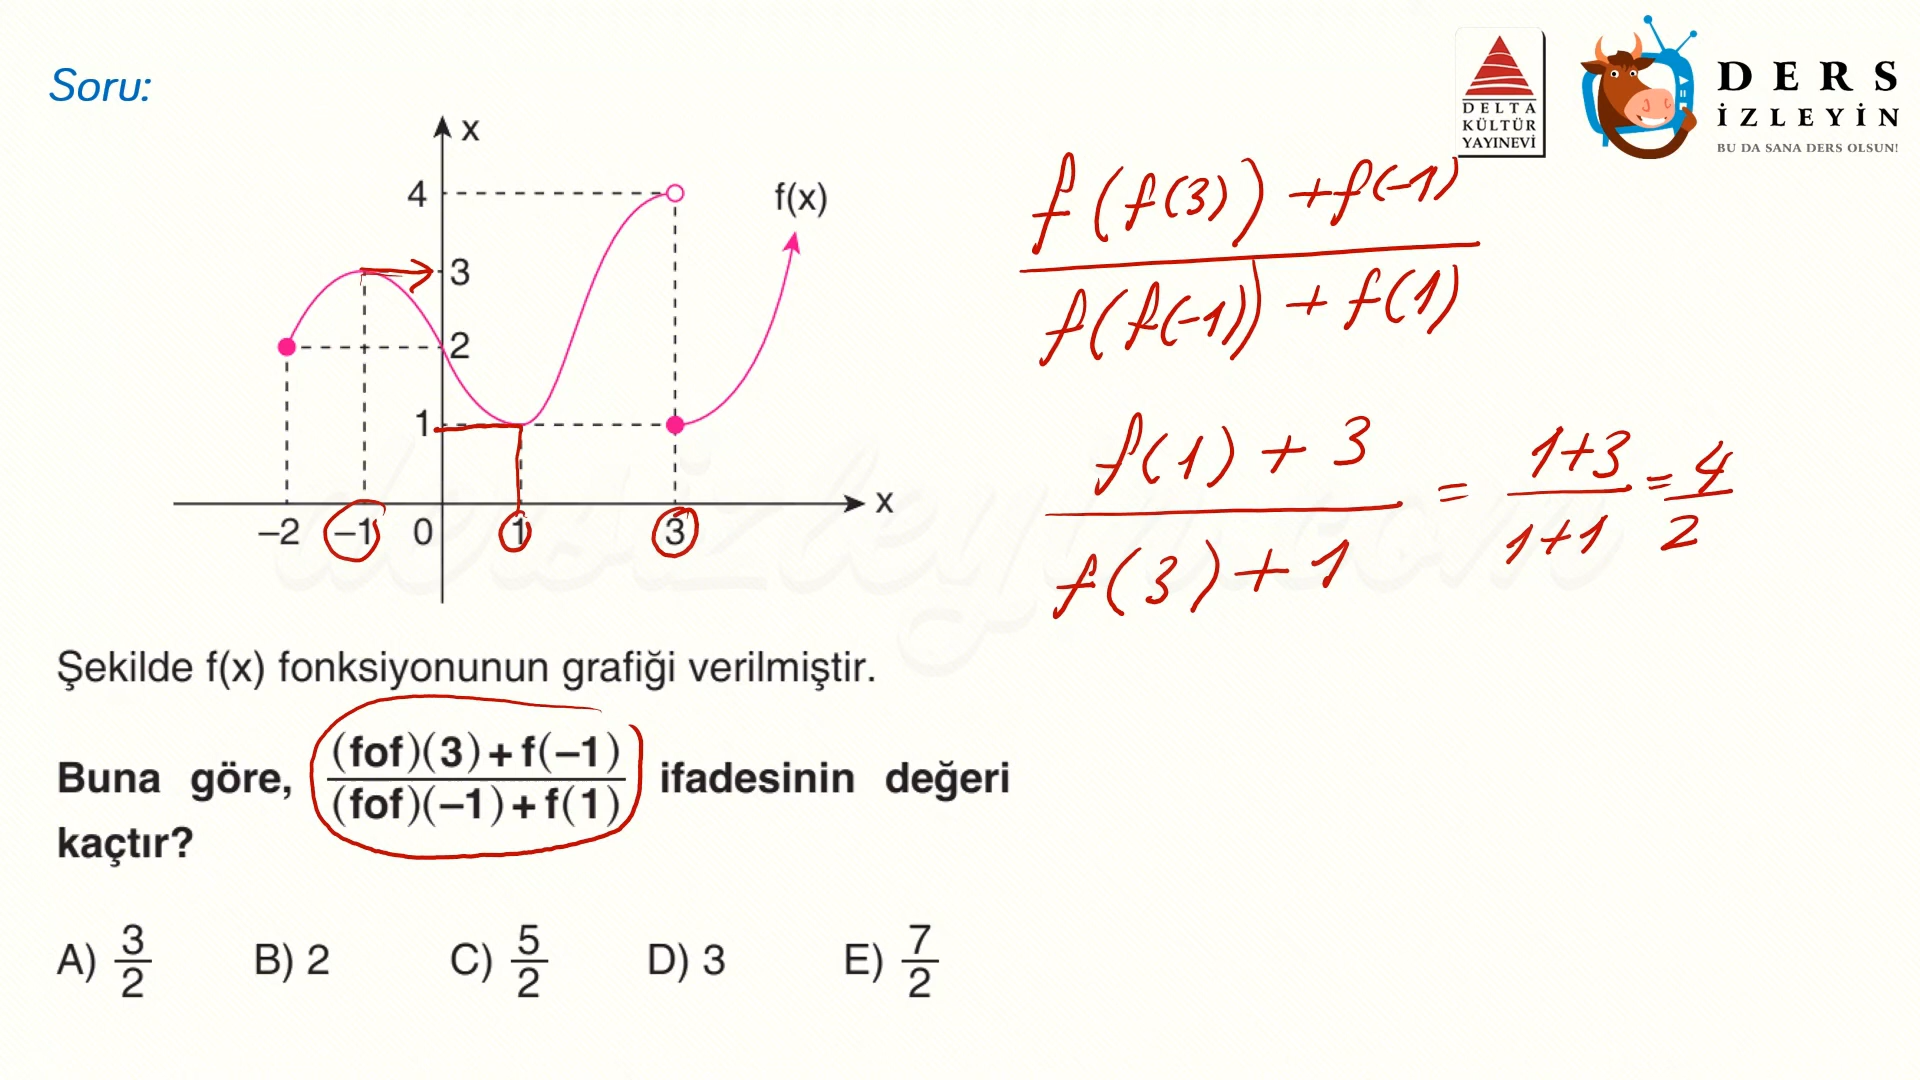 Soru:
DELTA
KÜLTÜR
YAYINEVİ
DERS
İZLEYİN
BU DA SANA DERS OLSUN!
x
4
f(x)
3
2
1
x
–2 –1 0 1 3
f(f(3)) + f(-1)
f(f(-1)) + f(1)
f(1) + 3 = 1+3 = 4
f(3) + 1 1+1 2
Şekilde f(x) fonksiyonunun grafiği verilmiştir.
(fof)(3) + f(–1)
Buna göre, ifadesinin değeri
(fof)(–1) + f(1)
kaçtır?
A) 3/2 B) 2 C) 5/2 D) 3 E) 7/2